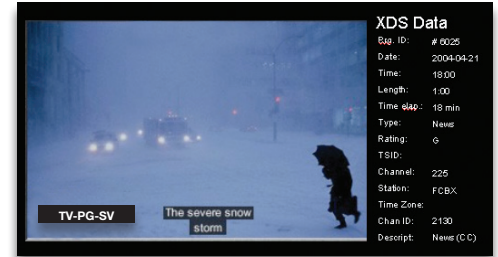 XDS Data
Prg. ID: # 6025
Date: 2004-04-21
Time: 18:00
Length: 1:00
Time elap.: 18 min
Type: News
Rating: G
TSID:
Channel: 225
Station: FCBX
Time Zone:
Chan ID: 2130
Descript: News (CC)
TV-PG-SV
The severe snow
storm